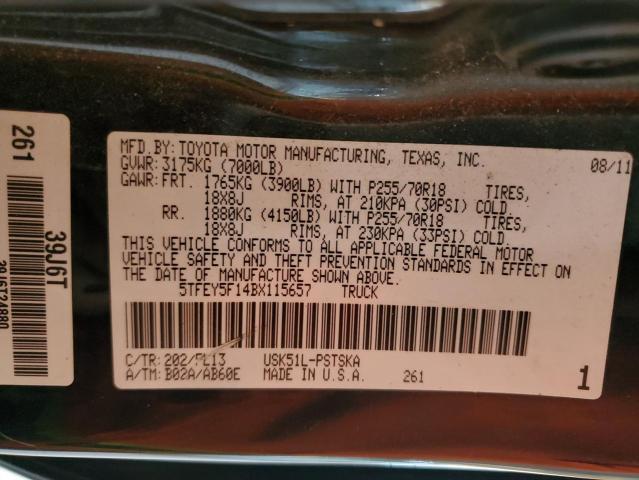 261
39J6T
MFD.BY:TOYOTA MOTOR MANUFACTURING, TEXAS, INC. 08/11
GVWR:3175KG (7000LB)
GAWR:FRT. 1765KG (3900LB) WITH P255/70R18 TIRES,
18X8J RIMS, AT 210KPA (30PSI) COLD.
RR. 1880KG (4150LB) WITH P255/70R18 TIRES,
18X8J RIMS, AT 230KPA (33PSI) COLD.
THIS VEHICLE CONFORMS TO ALL APPLICABLE FEDERAL MOTOR
VEHICLE SAFETY AND THEFT PREVENTION STANDARDS IN EFFECT ON
THE DATE OF MANUFACTURE SHOWN ABOVE.
5TFEY5F14BX115657 TRUCK
C/TR:202/FL13 USK51L-PSTSKA
A/TM:B02A/AB60E MADE IN U.S.A. 261
1